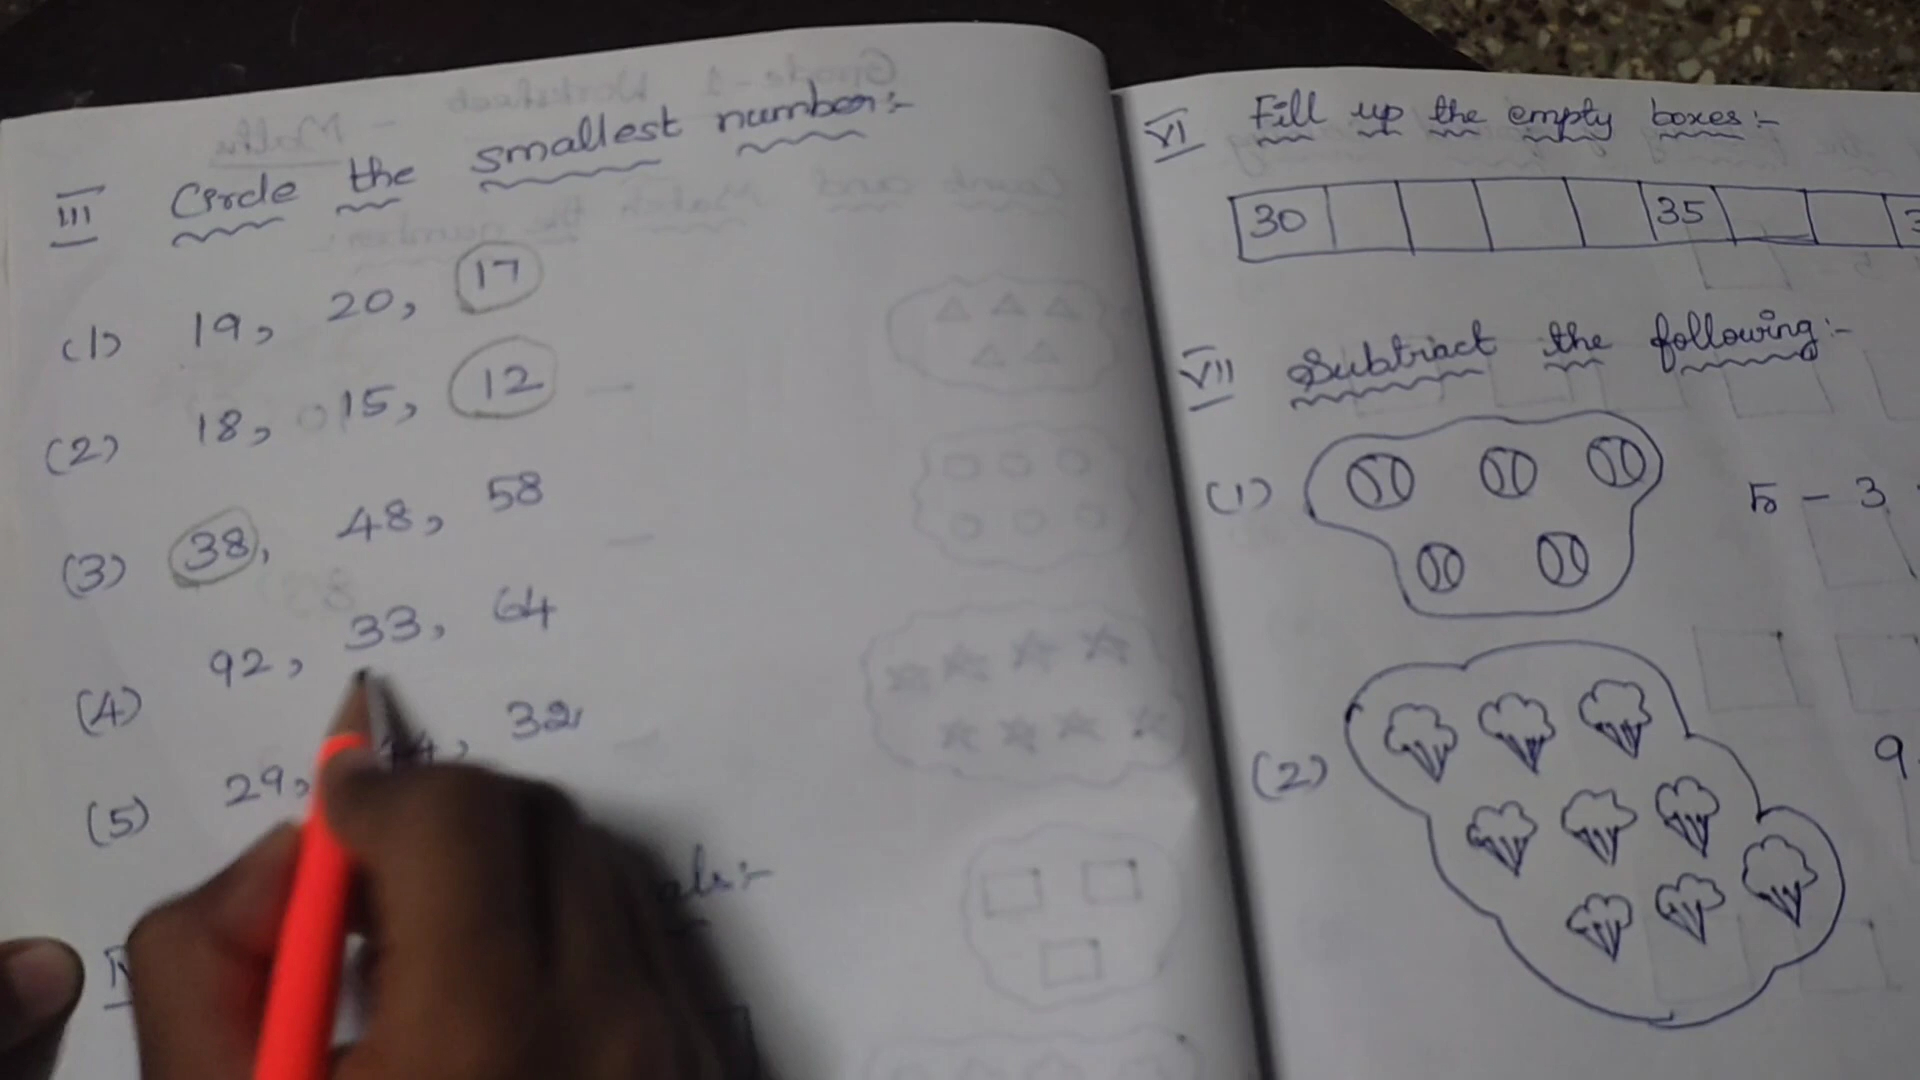 III Circle the smallest number:-
(1) 19, 20, 17
(2) 18, 15, 12
(3) 38, 48, 58
(4) 92, 33, 64
(5) 29, 32
VI Fill up the empty boxes:-
30 35
VII Subtract the following:-
(1) 5 - 3
(2) 9